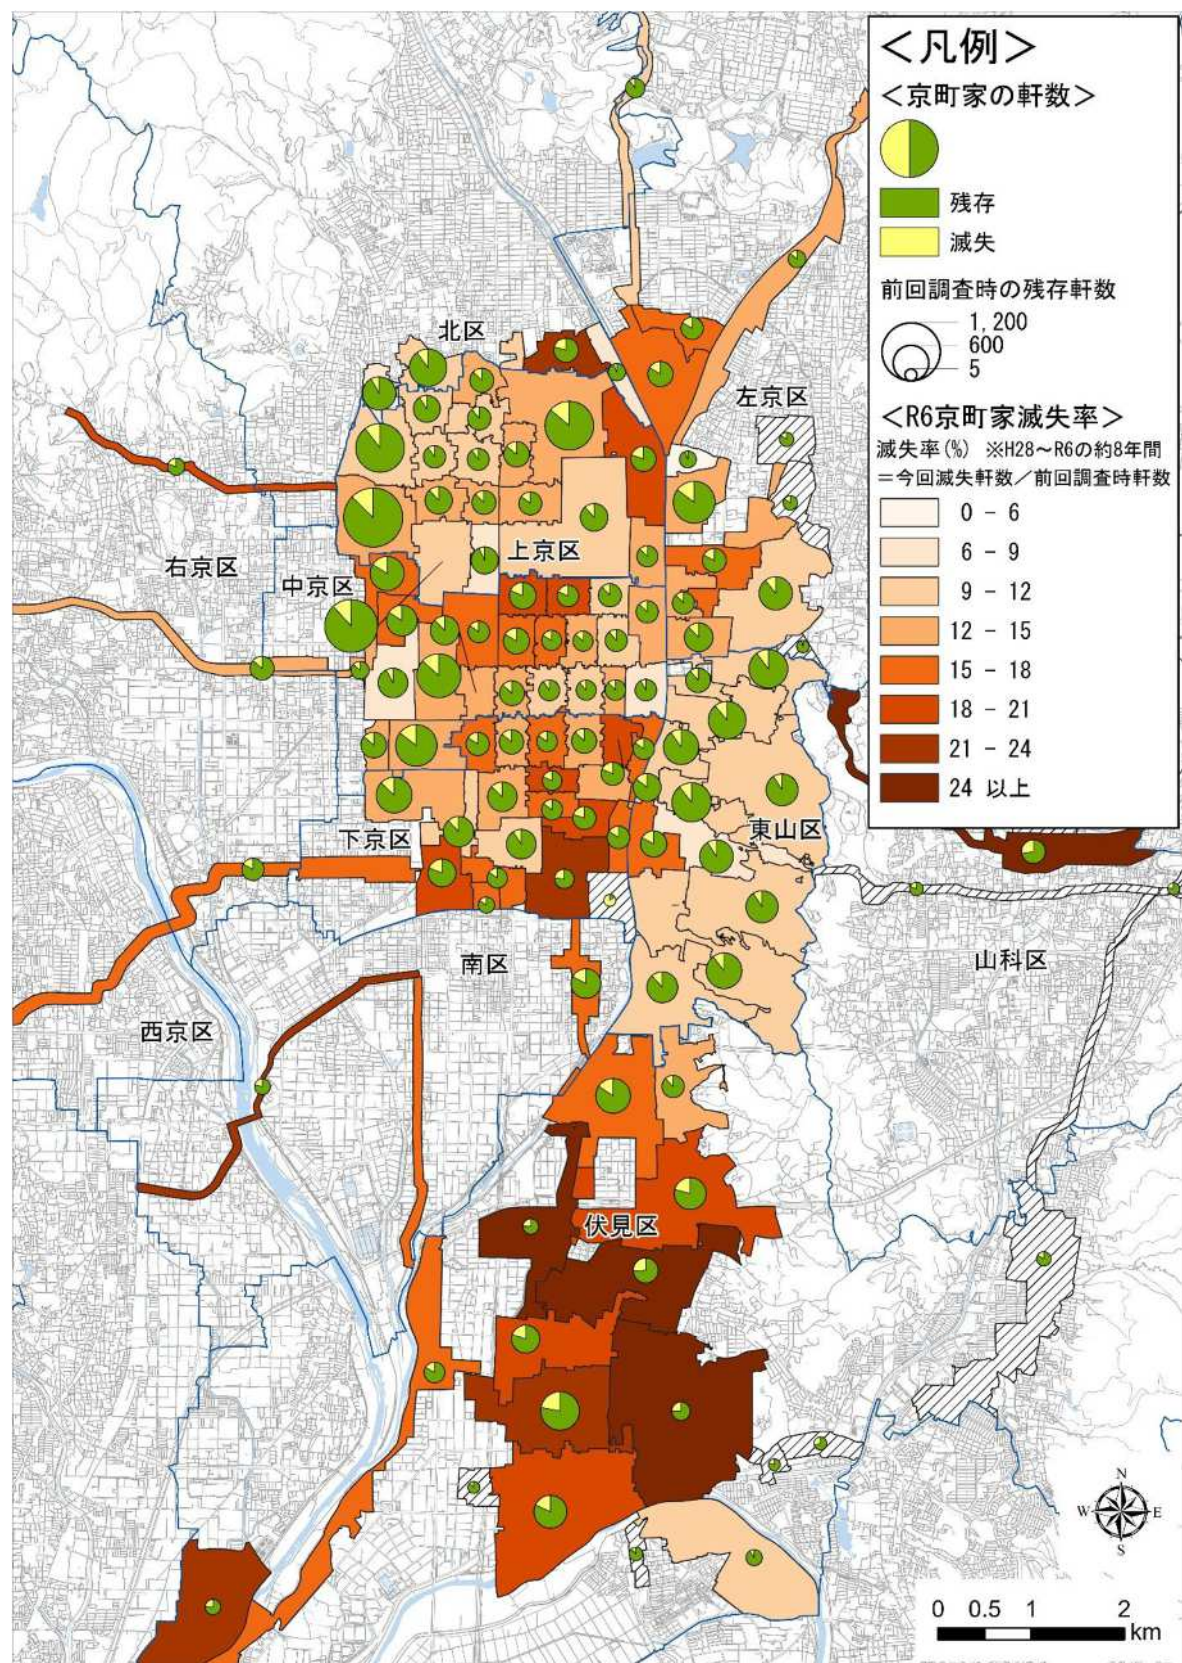 ＜凡例＞
＜京町家の軒数＞
残存
滅失
前回調査時の残存軒数
1,200
600
5
＜R6京町家滅失率＞
滅失率(%) ※H28～R6の約8年間
＝今回滅失軒数／前回調査時軒数
0 - 6
6 - 9
9 - 12
12 - 15
15 - 18
18 - 21
21 - 24
24 以上
北区
左京区
上京区
右京区
中京区
下京区
東山区
南区
山科区
西京区
伏見区
N
W E
S
0 0.5 1 2
km